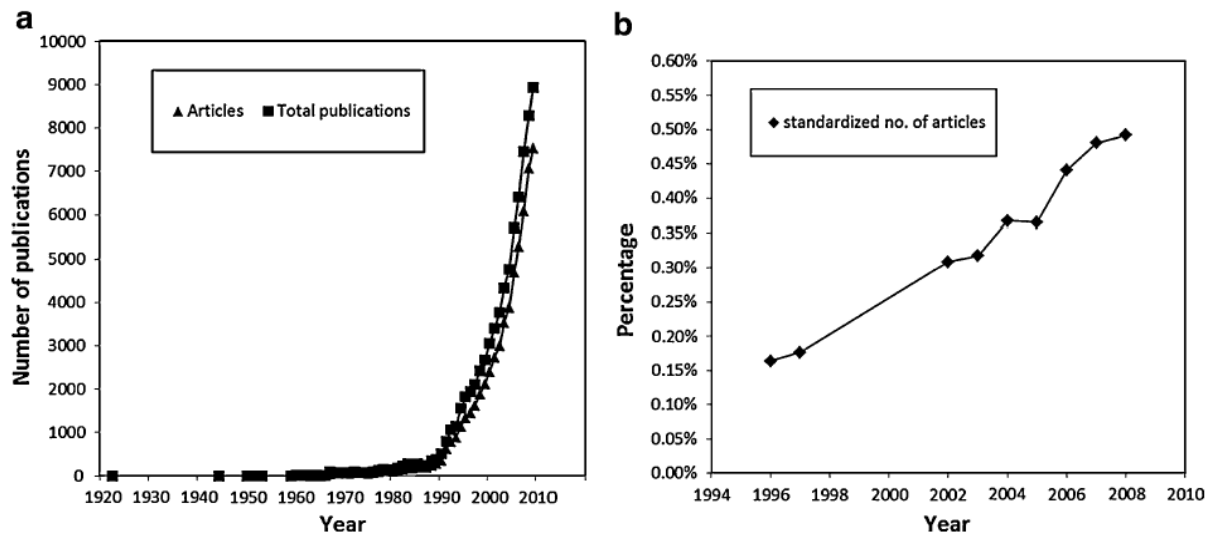 a
10000
9000
8000
7000
6000
5000
4000
3000
2000
1000
0
Number of publications
Articles Total publications
1920 1930 1940 1950 1960 1970 1980 1990 2000 2010
Year
b
0.60%
0.55%
0.50%
0.45%
0.40%
0.35%
0.30%
0.25%
0.20%
0.15%
0.10%
0.05%
0.00%
Percentage
standardized no. of articles
1994 1996 1998 2000 2002 2004 2006 2008 2010
Year